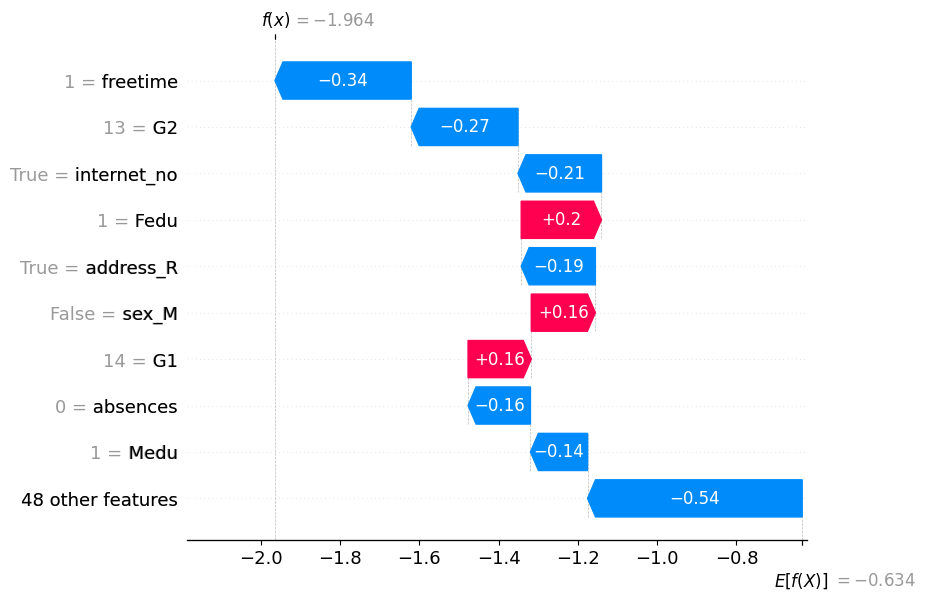 f(x) = −1.964
1 = freetime −0.34
13 = G2 −0.27
True = internet_no −0.21
1 = Fedu +0.2
True = address_R −0.19
False = sex_M +0.16
14 = G1 +0.16
0 = absences −0.16
1 = Medu −0.14
48 other features −0.54
−2.0 −1.8 −1.6 −1.4 −1.2 −1.0 −0.8
E[f(X)] = −0.634